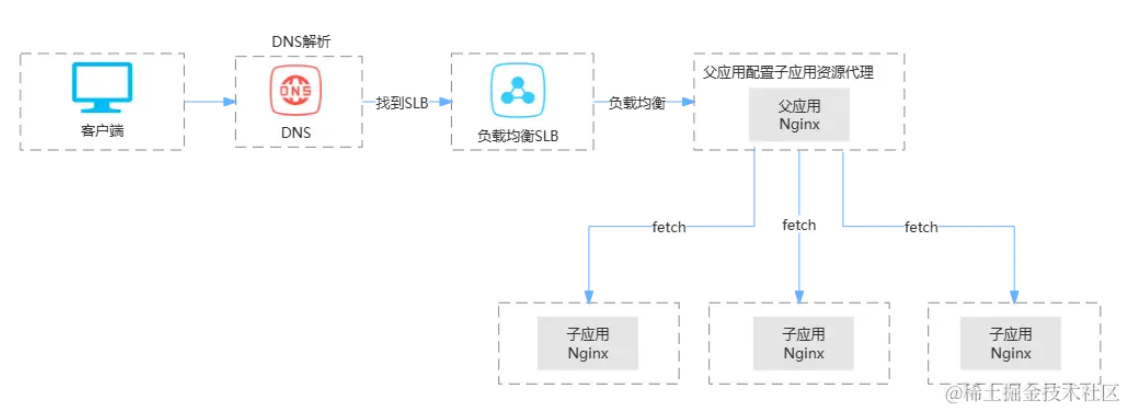 DNS解析
客户端
DNS
找到SLB
负载均衡SLB
负载均衡
父应用配置子应用资源代理
父应用
Nginx
fetch
fetch
fetch
子应用
Nginx
子应用
Nginx
子应用
Nginx
@稀土掘金技术社区